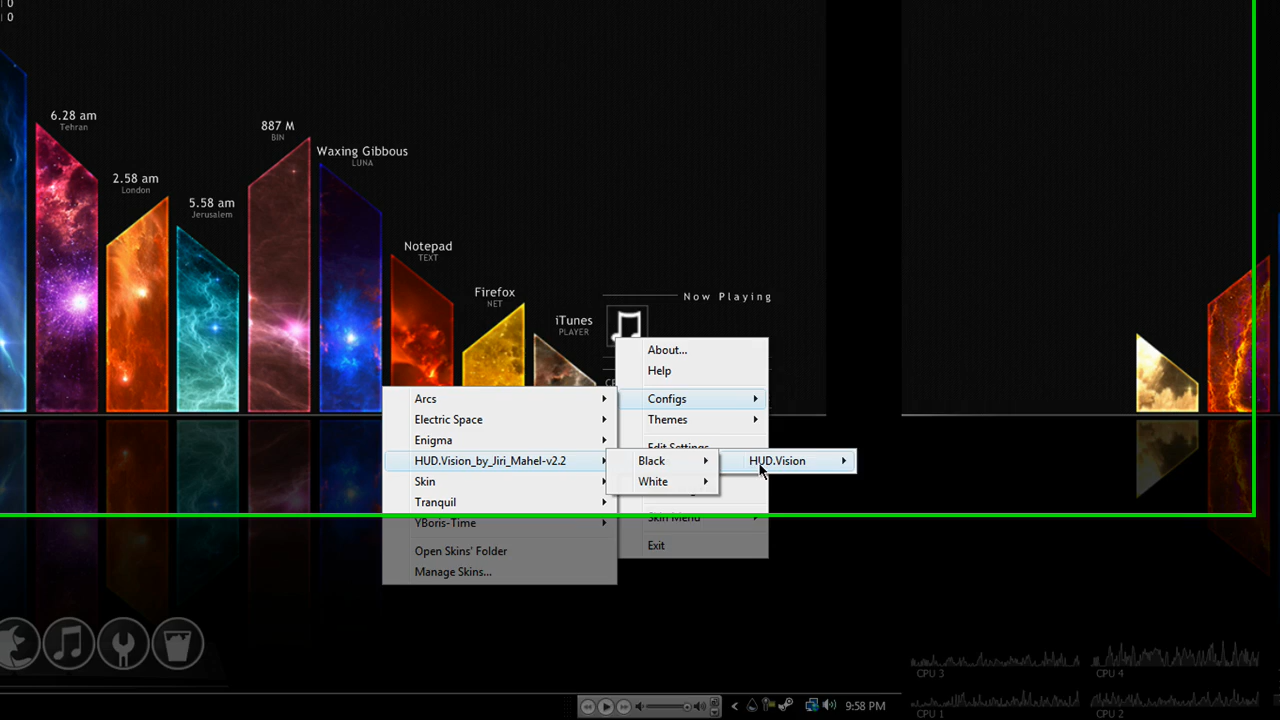 0
0
6.28 am
Tehran
2.58 am
London
5.58 am
Jerusalem
887 M
BIN
Waxing Gibbous
LUNA
Notepad
TEXT
Firefox
NET
iTunes
PLAYER
Now Playing
About...
Help
Configs
Themes
Edit Settings
Skin Menu
Exit
Arcs
Electric Space
Enigma
HUD.Vision_by_Jiri_Mahel-v2.2
Skin
Tranquil
YBoris-Time
Open Skins' Folder
Manage Skins...
Black
White
HUD.Vision
CPU 3
CPU 4
CPU 1
CPU 2
9:58 PM